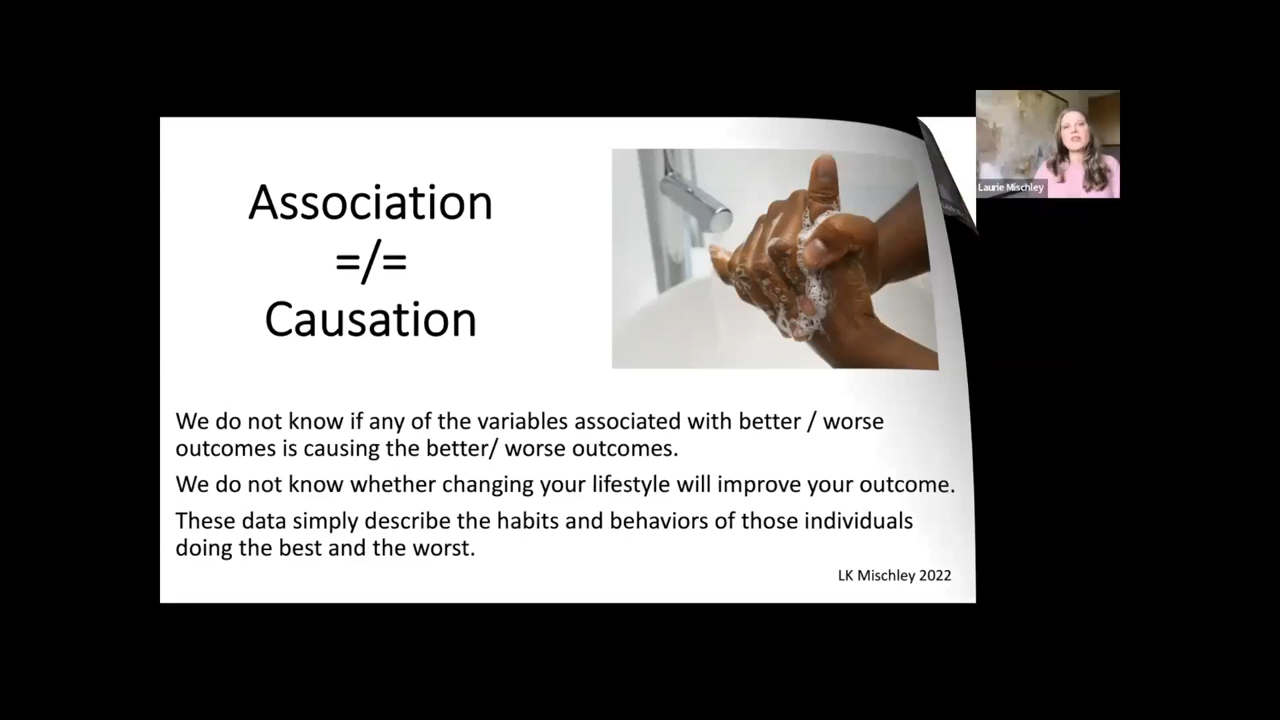 Association
=/=
Causation
Laurie Mischley
We do not know if any of the variables associated with better / worse
outcomes is causing the better/ worse outcomes.
We do not know whether changing your lifestyle will improve your outcome.
These data simply describe the habits and behaviors of those individuals
doing the best and the worst.
LK Mischley 2022